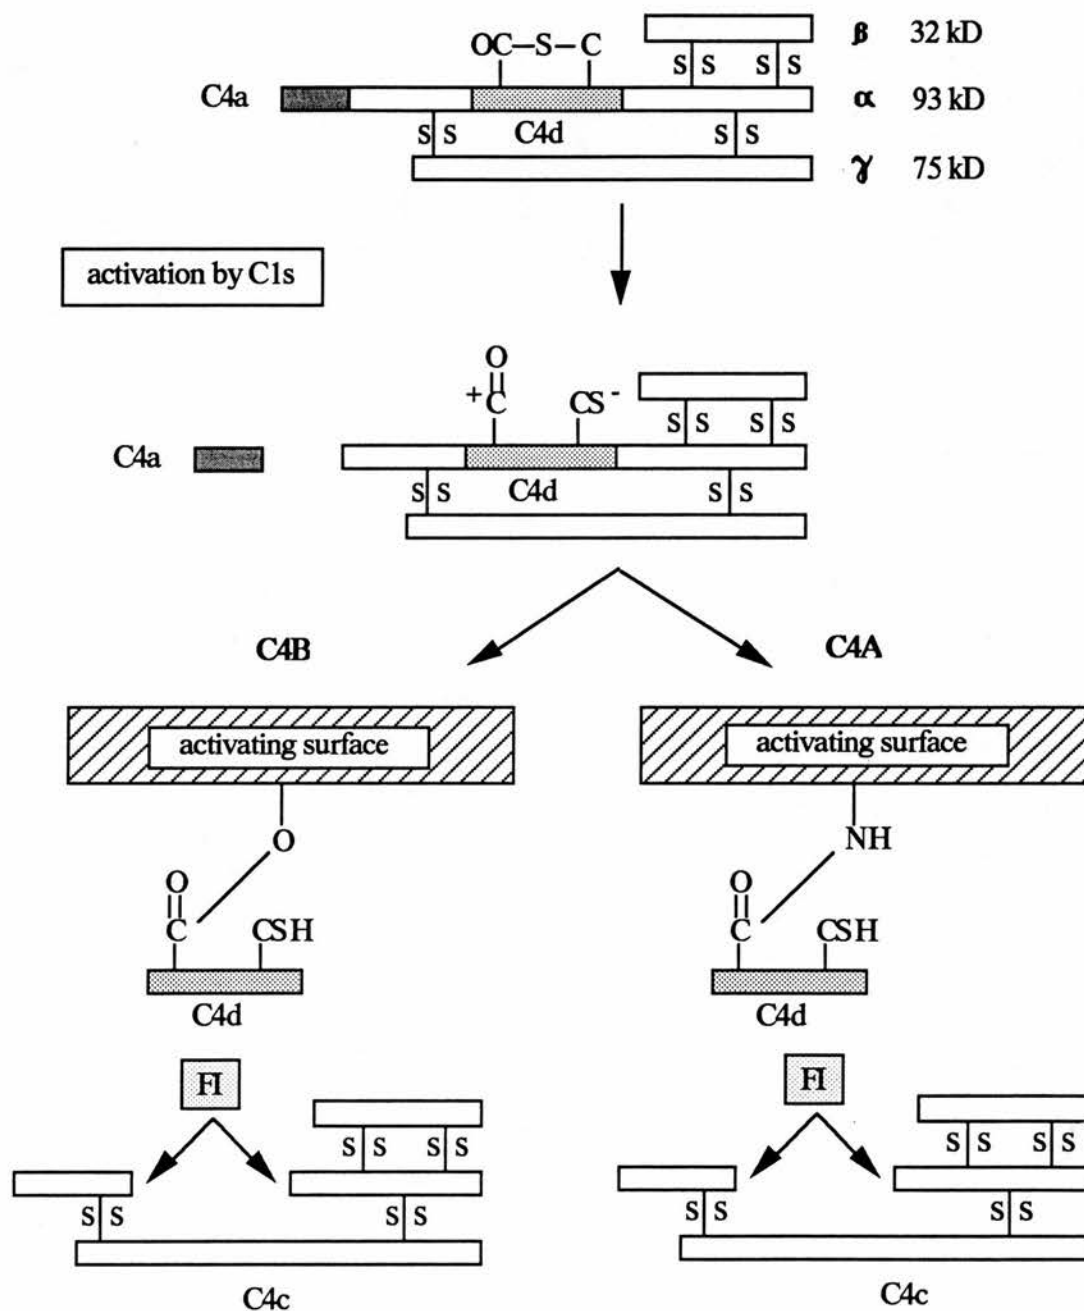 OC–S–C β 32 kD
S S S S
C4a α 93 kD
S S C4d S S
γ 75 kD
activation by C1s
O
+ C CS -
S S S S
C4a
S S C4d S S
C4B C4A
activating surface activating surface
O NH
O O
C CSH C CSH
C4d C4d
FI FI
S S S S S S S S
S S S S S S S S
C4c C4c